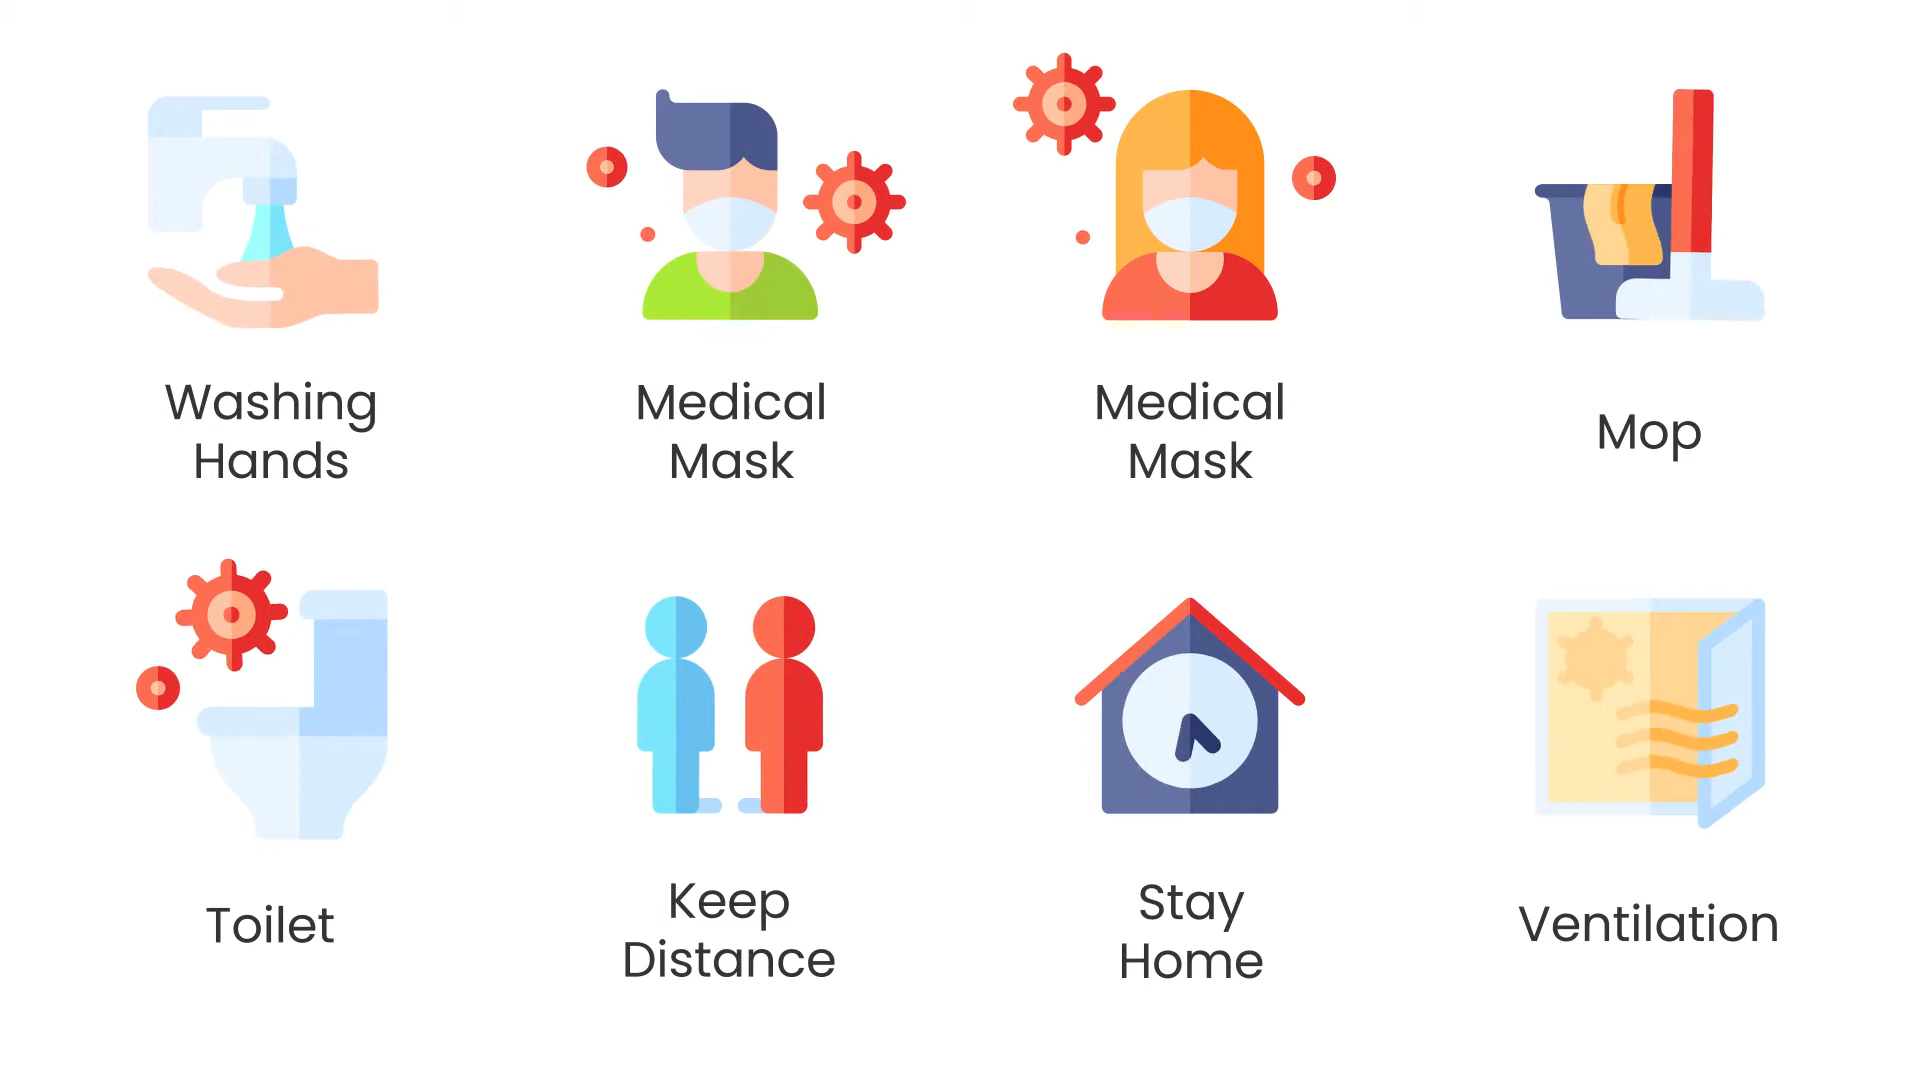 Washing
Hands
Medical
Mask
Medical
Mask
Mop
Toilet
Keep
Distance
Stay
Home
Ventilation